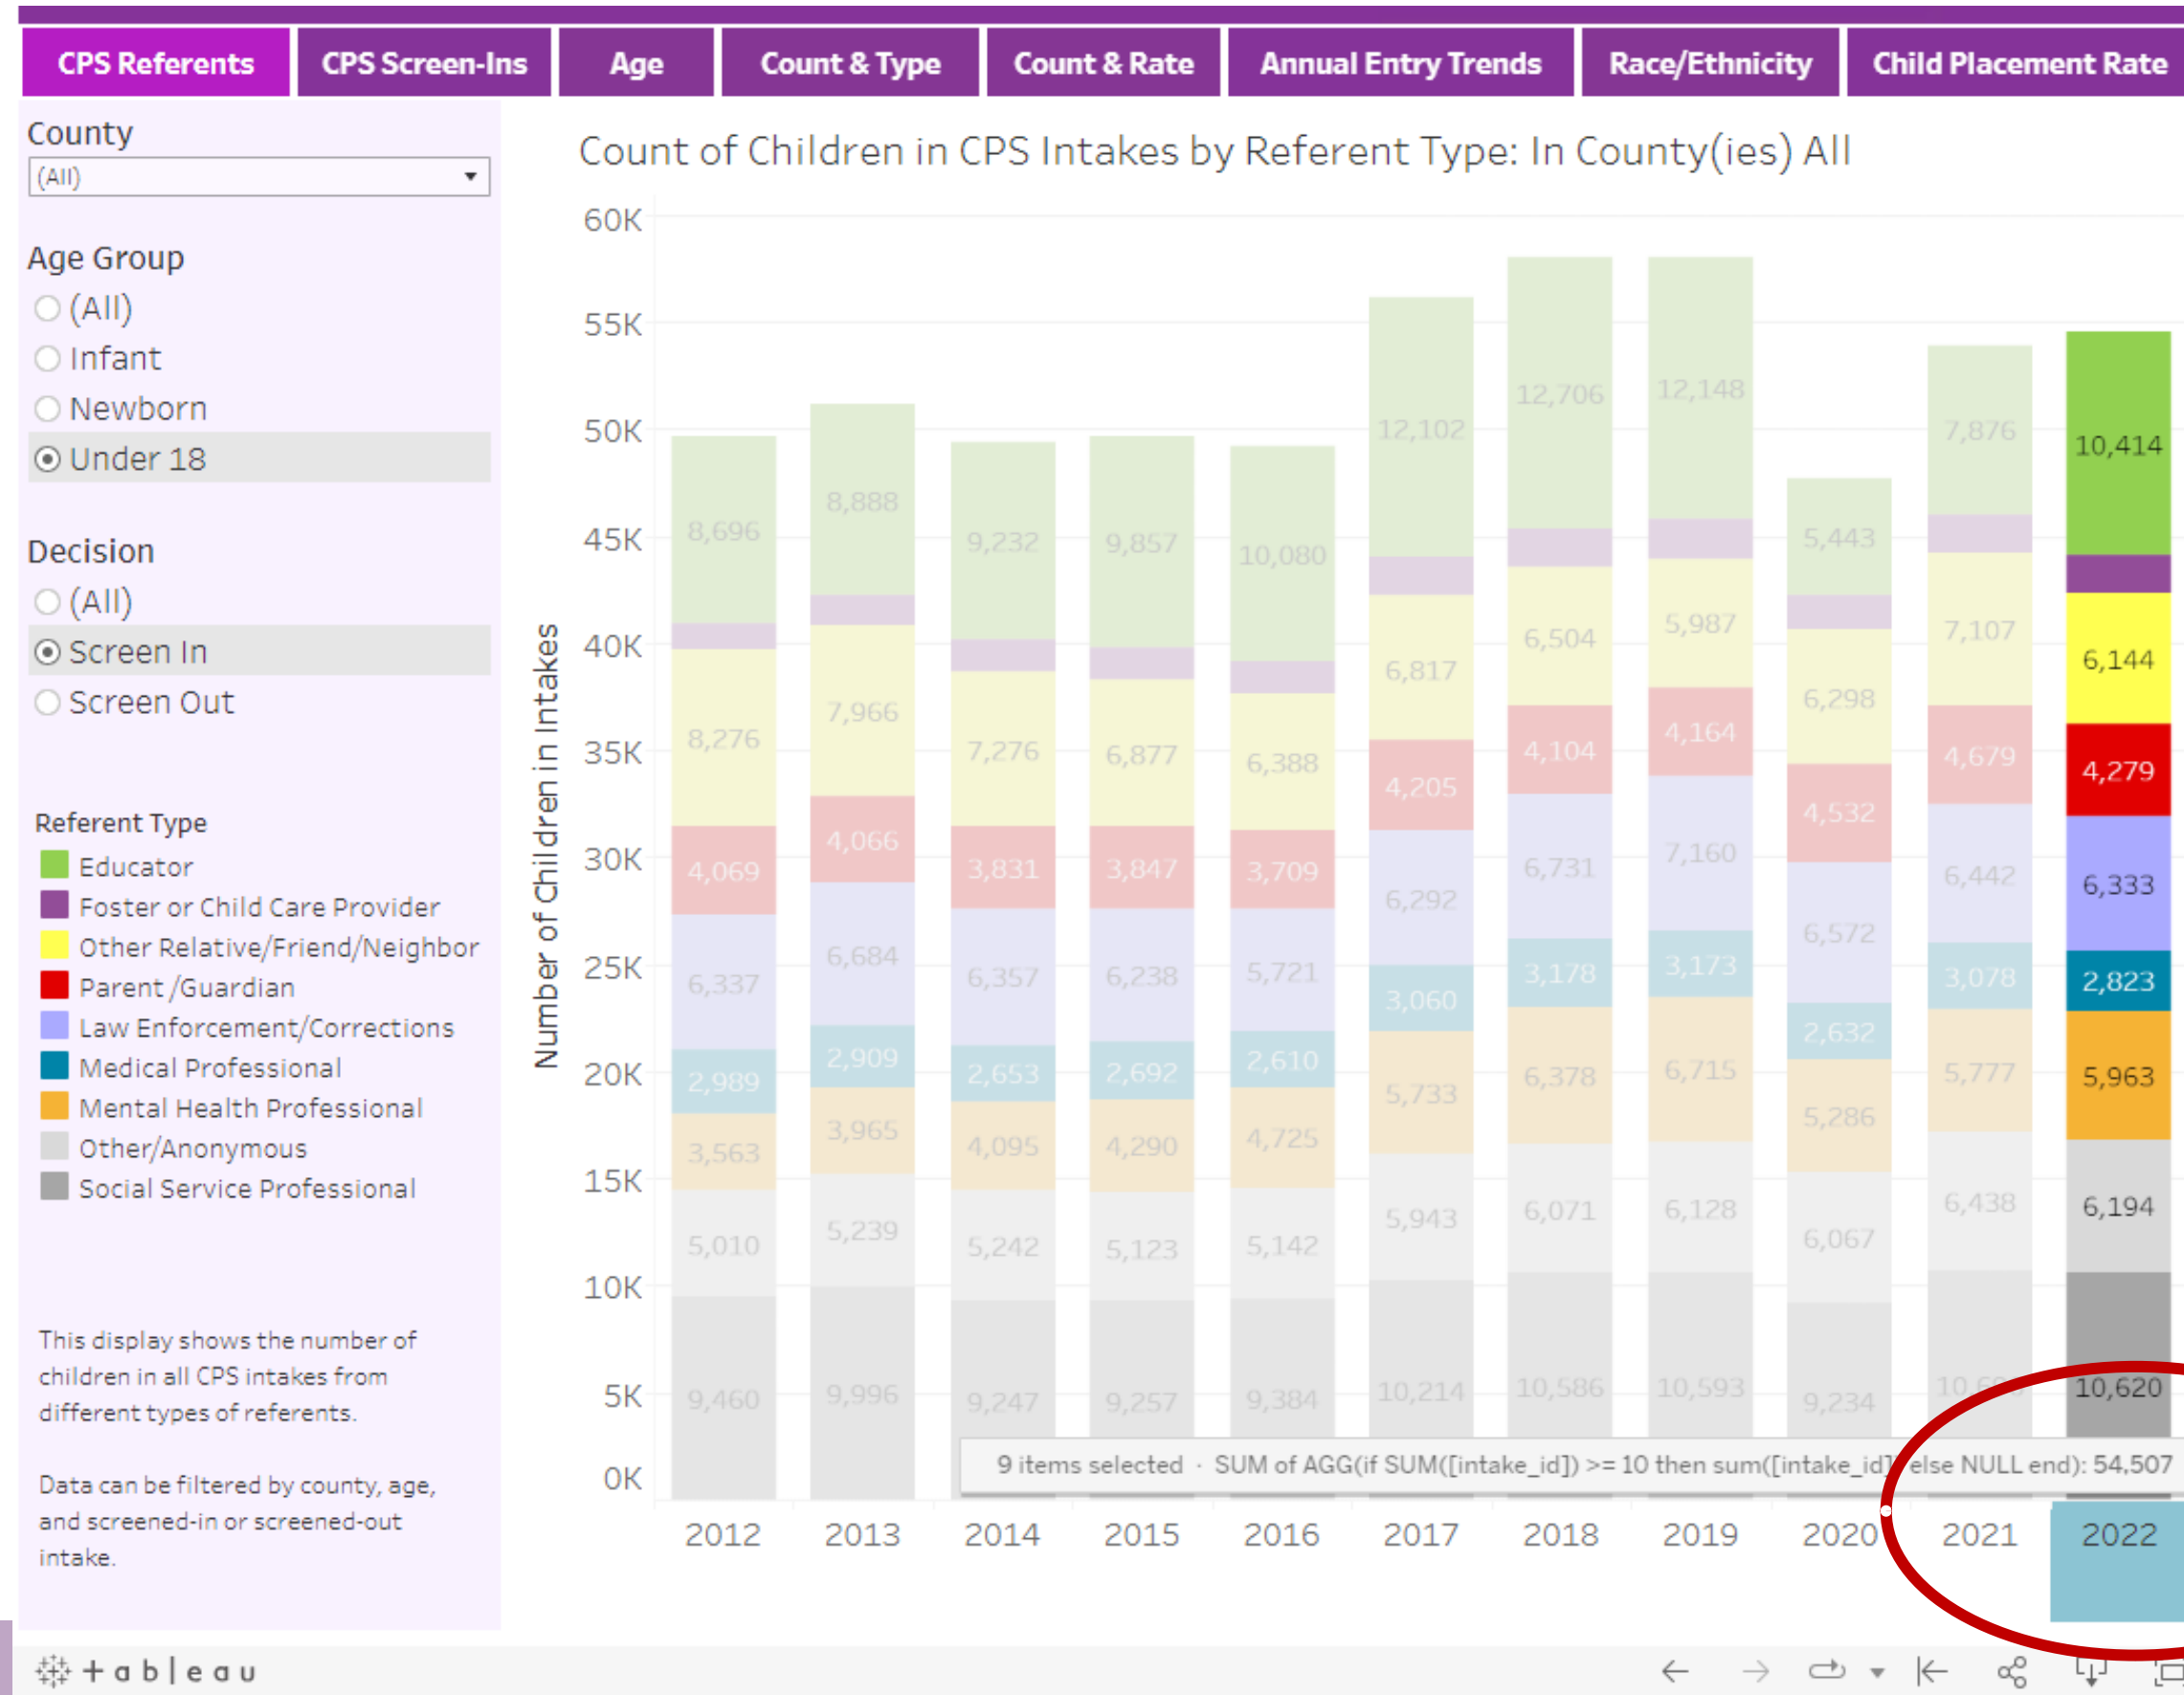 CPS Referents CPS Screen-Ins Age Count & Type Count & Rate Annual Entry Trends Race/Ethnicity Child Placement Rate
County
(All)
Age Group
(All)
Infant
Newborn
Under 18
Decision
(All)
Screen In
Screen Out
Referent Type
Educator
Foster or Child Care Provider
Other Relative/Friend/Neighbor
Parent /Guardian
Law Enforcement/Corrections
Medical Professional
Mental Health Professional
Other/Anonymous
Social Service Professional
This display shows the number of
children in all CPS intakes from
different types of referents.
Data can be filtered by county, age,
and screened-in or screened-out
intake.
Count of Children in CPS Intakes by Referent Type: In County(ies) All
Number of Children in Intakes
60K
55K
50K
45K
40K
35K
30K
25K
20K
15K
10K
5K
0K
8,696 8,888 9,232 9,857 10,080 12,102 12,706 12,148 5,443 7,876 10,414
8,276 7,966 7,276 6,877 6,388 6,817 6,504 5,987 6,298 7,107 6,144
4,069 4,066 3,831 3,847 3,709 4,205 4,104 4,164 4,532 4,679 4,279
6,337 6,684 6,357 6,238 5,721 6,292 6,731 7,160 6,572 6,442 6,333
2,989 2,909 2,653 2,692 2,610 3,060 3,178 3,173 2,632 3,078 2,823
3,563 3,965 4,095 4,290 4,725 5,733 6,378 6,715 5,286 5,777 5,963
5,010 5,239 5,242 5,123 5,142 5,943 6,071 6,128 6,067 6,438 6,194
9,460 9,996 9,247 9,257 9,384 10,214 10,586 10,593 9,234 10,620
9 items selected · SUM of AGG(if SUM([intake_id]) >= 10 then sum([intake_id]) else NULL end): 54,507
2012 2013 2014 2015 2016 2017 2018 2019 2020 2021 2022
+ableau